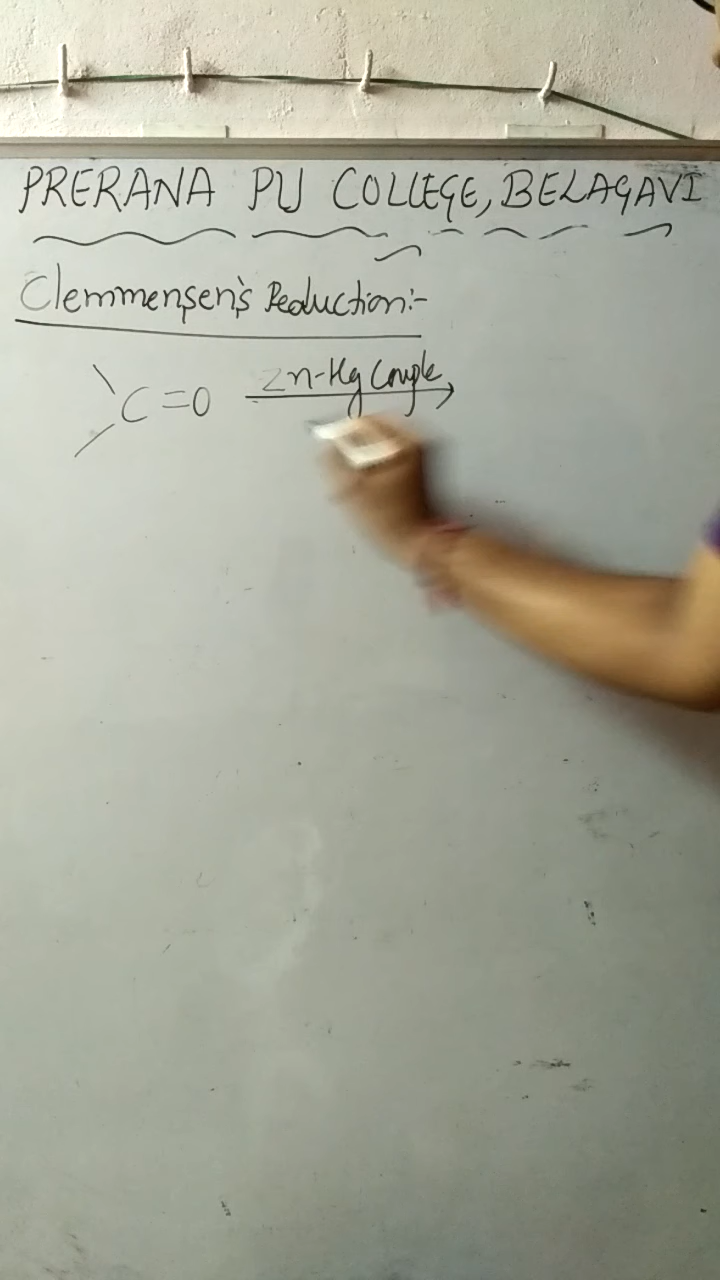 PRERANA PU COLLEGE, BELAGAVI
Clemmensen's Reduction:-
C=O Zn-Hg Couple